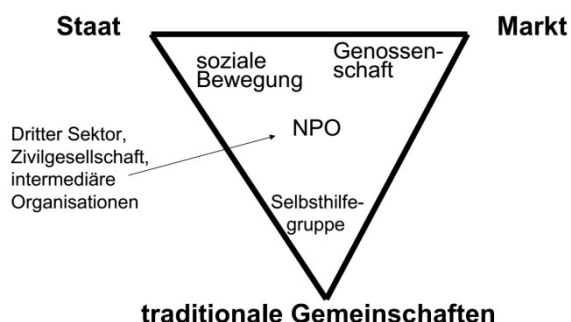 Staat
Markt
soziale
Bewegung
Genossen-
schaft
NPO
Dritter Sektor,
Zivilgesellschaft,
intermediäre
Organisationen
Selbsthilfe-
gruppe
traditionale Gemeinschaften